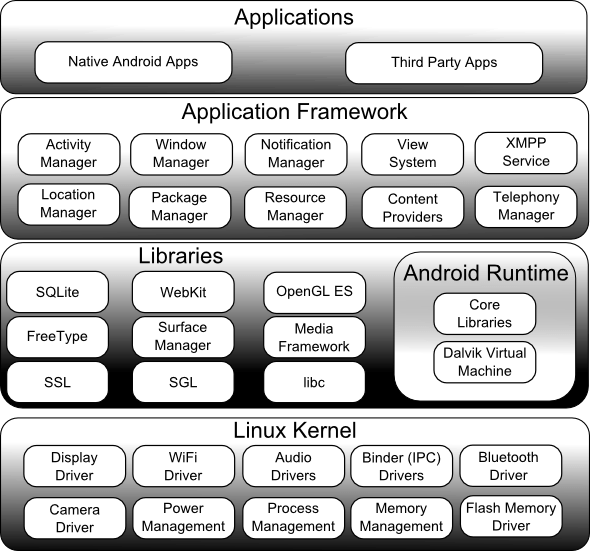 Applications
Native Android Apps
Third Party Apps
Application Framework
Activity
Manager
Window
Manager
Notification
Manager
View
System
XMPP
Service
Location
Manager
Package
Manager
Resource
Manager
Content
Providers
Telephony
Manager
Libraries
SQLite
WebKit
OpenGL ES
FreeType
Surface
Manager
Media
Framework
SSL
SGL
libc
Android Runtime
Core
Libraries
Dalvik Virtual
Machine
Linux Kernel
Display
Driver
WiFi
Driver
Audio
Drivers
Binder (IPC)
Drivers
Bluetooth
Driver
Camera
Driver
Power
Management
Process
Management
Memory
Management
Flash Memory
Driver